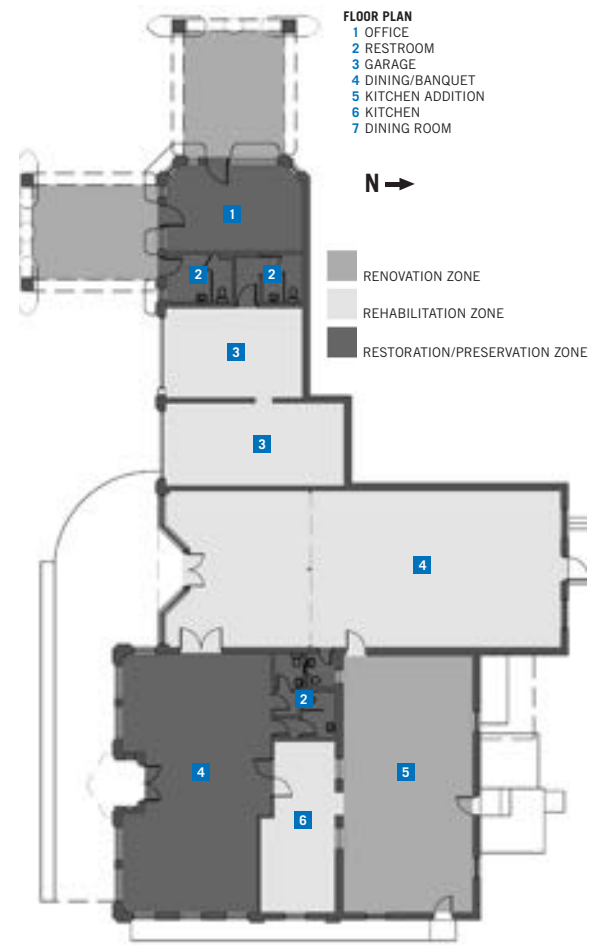 FLOOR PLAN
1 OFFICE
2 RESTROOM
3 GARAGE
4 DINING/BANQUET
5 KITCHEN ADDITION
6 KITCHEN
7 DINING ROOM
N
RENOVATION ZONE
REHABILITATION ZONE
RESTORATION/PRESERVATION ZONE
1
2 2
3
3
4
2
4 5
6